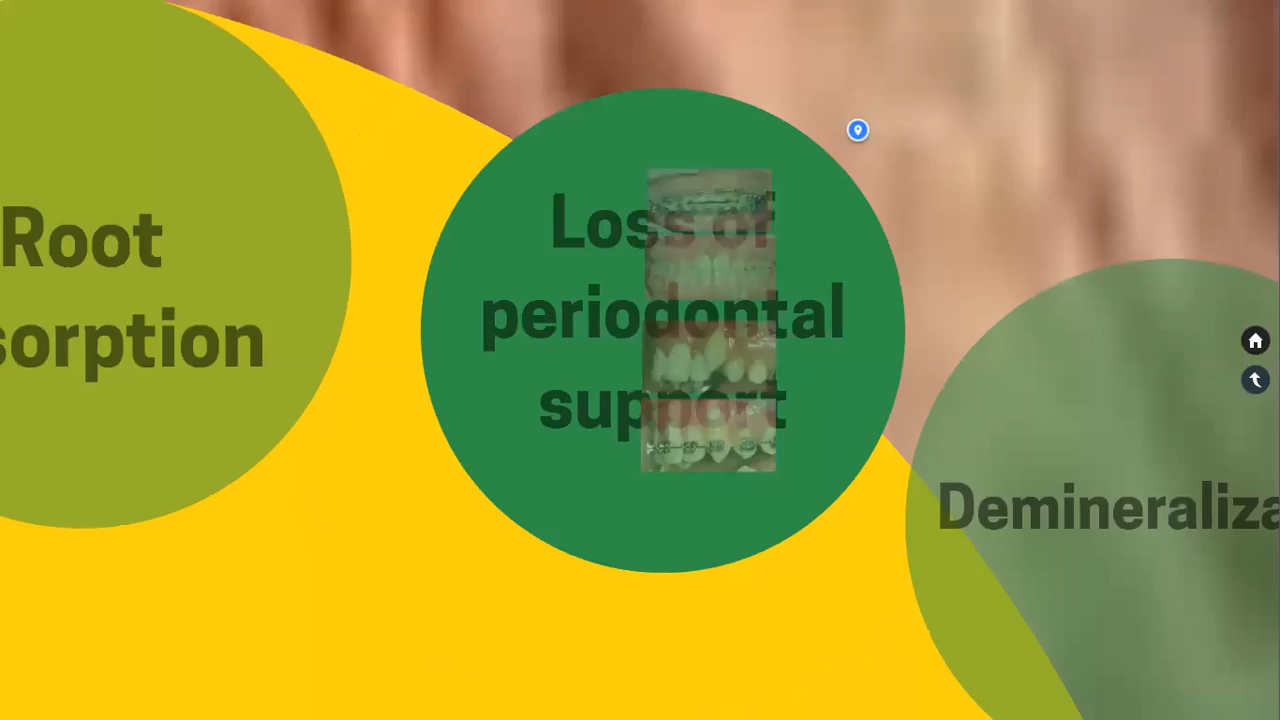 Root
sorption
Loss of
periodontal
support
Demineraliza